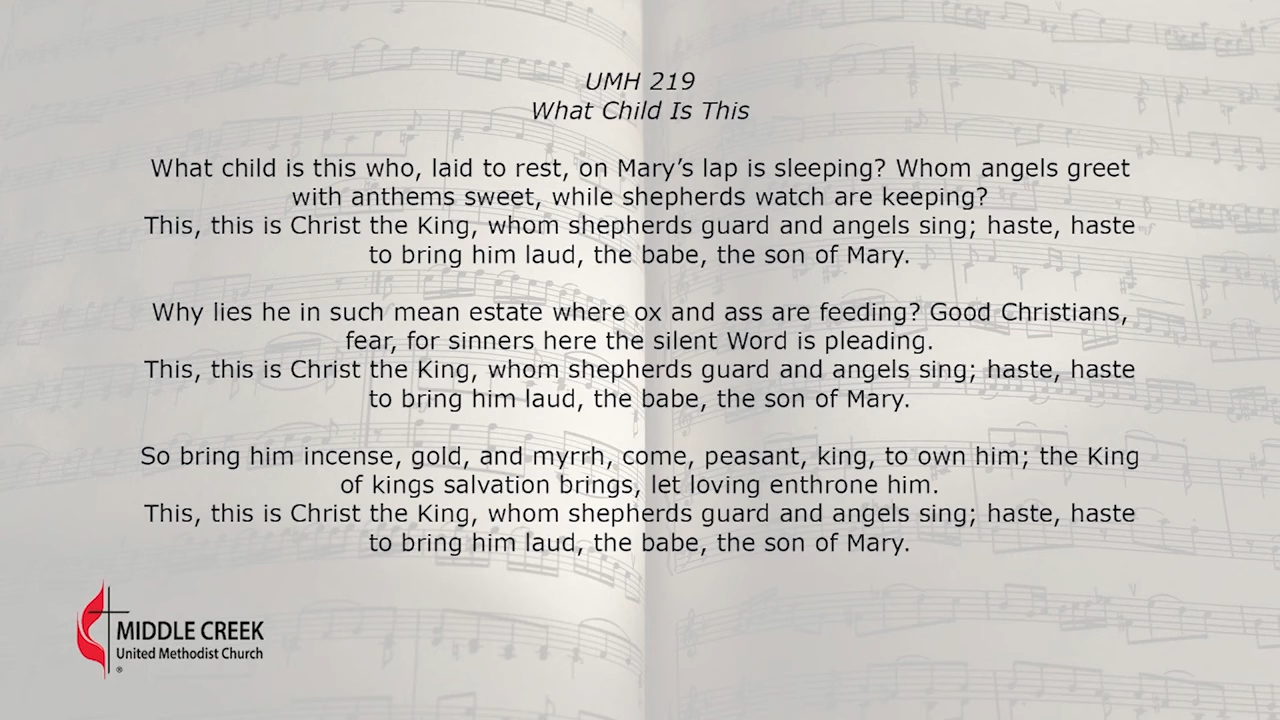 UMH 219
What Child Is This
What child is this who, laid to rest, on Mary’s lap is sleeping? Whom angels greet
with anthems sweet, while shepherds watch are keeping?
This, this is Christ the King, whom shepherds guard and angels sing; haste, haste
to bring him laud, the babe, the son of Mary.
Why lies he in such mean estate where ox and ass are feeding? Good Christians,
fear, for sinners here the silent Word is pleading.
This, this is Christ the King, whom shepherds guard and angels sing; haste, haste
to bring him laud, the babe, the son of Mary.
So bring him incense, gold, and myrrh, come, peasant, king, to own him; the King
of kings salvation brings, let loving enthrone him.
This, this is Christ the King, whom shepherds guard and angels sing; haste, haste
to bring him laud, the babe, the son of Mary.
MIDDLE CREEK
United Methodist Church
®